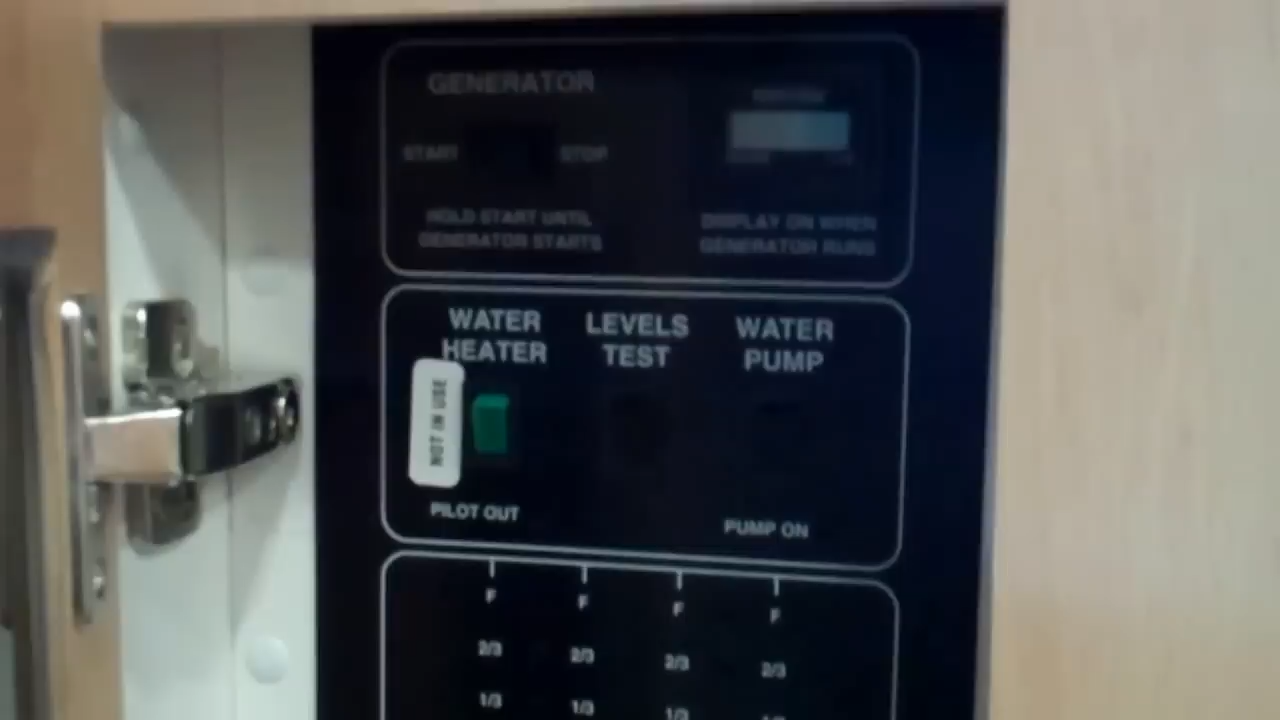 GENERATOR
START STOP
HOLD START UNTIL
GENERATOR STARTS
DISPLAY ON WHEN
GENERATOR RUNS
WATER
HEATER
LEVELS
TEST
WATER
PUMP
NOT IN USE
PILOT OUT
PUMP ON
F F F F
2/3 2/3 2/3 2/3
1/3 1/3 1/3